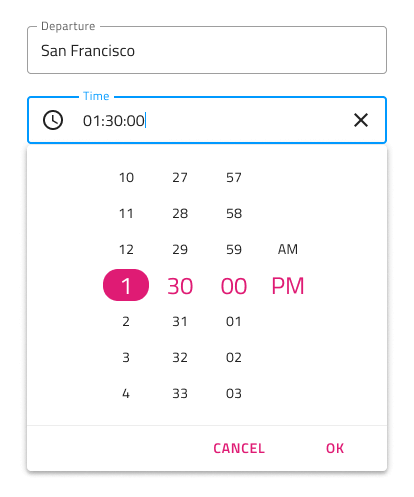 Departure
San Francisco
Time
01:30:00
10 27 57
11 28 58
12 29 59 AM
1 30 00 PM
2 31 01
3 32 02
4 33 03
CANCEL OK